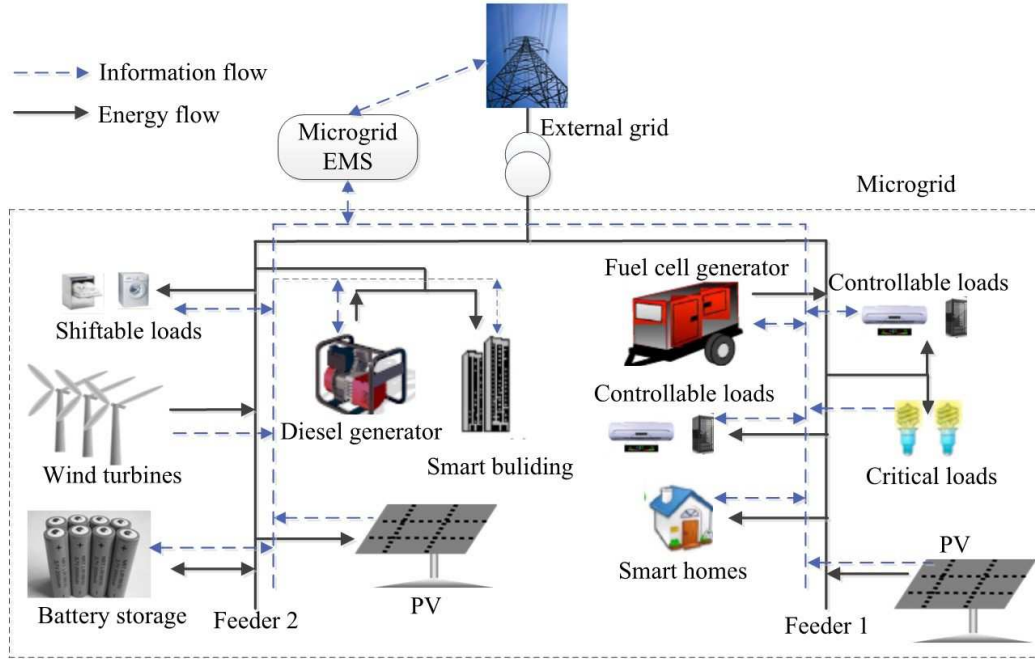 Information flow
Energy flow
Microgrid
EMS
External grid
Microgrid
Shiftable loads
Fuel cell generator
Controllable loads
Wind turbines
Diesel generator
Smart buliding
Controllable loads
Critical loads
Battery storage
Feeder 2
PV
Smart homes
Feeder 1
PV